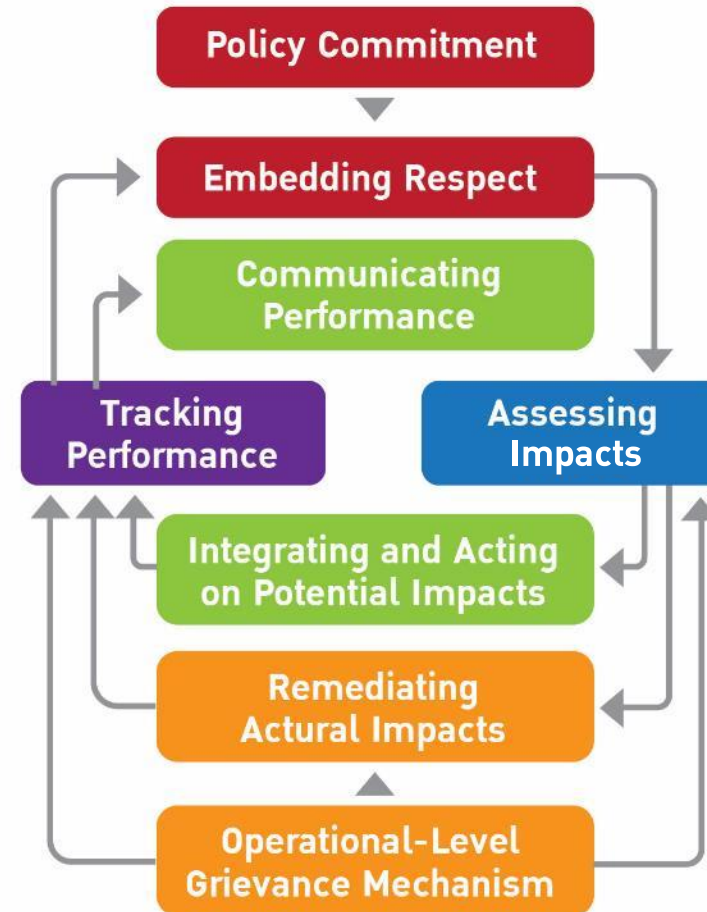 Policy Commitment
Embedding Respect
Communicating
Performance
Tracking
Performance
Assessing
Impacts
Integrating and Acting
on Potential Impacts
Remediating
Actural Impacts
Operational-Level
Grievance Mechanism